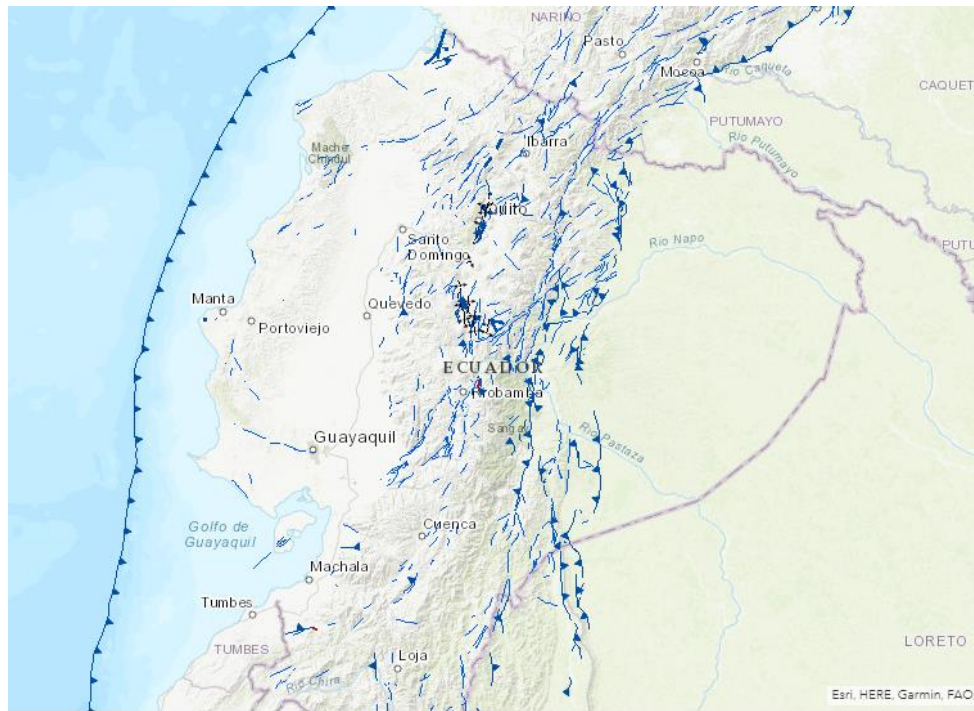 NARIÑO
Pasto
Mocoa
Río Caquetá
CAQUET
PUTUMAYO
Río Putumayo
Ibarra
Mache
Chindul
Quito
PUTU
Santo
Domingo
Río Napo
Manta
Quevedo
Portoviejo
ECUADOR
Riobamba
Sangay
Guayaquil
Río Pastaza
Golfo de
Guayaquil
Cuenca
Machala
Tumbes
TUMBES
LORETO
Loja
Río Chira
Esri, HERE, Garmin, FAO